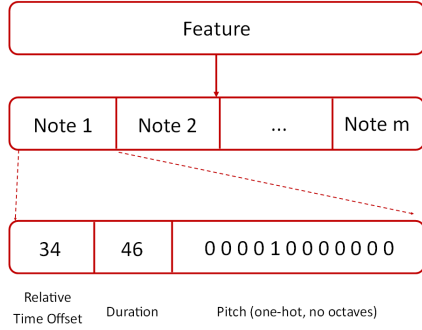 Feature
Note 1 Note 2 ... Note m
34 46 0 0 0 0 1 0 0 0 0 0 0 0
Relative
Time Offset Duration Pitch (one-hot, no octaves)